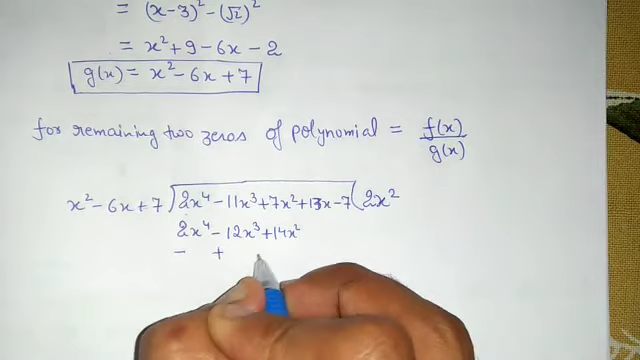 = (x-3)² - (√2)²
= x² + 9 - 6x - 2
g(x) = x² - 6x + 7
for remaining two zeros of polynomial = f(x)/g(x)
x² - 6x + 7 ) 2x⁴ - 11x³ + 7x² + 13x - 7 ( 2x²
2x⁴ - 12x³ + 14x²
- +